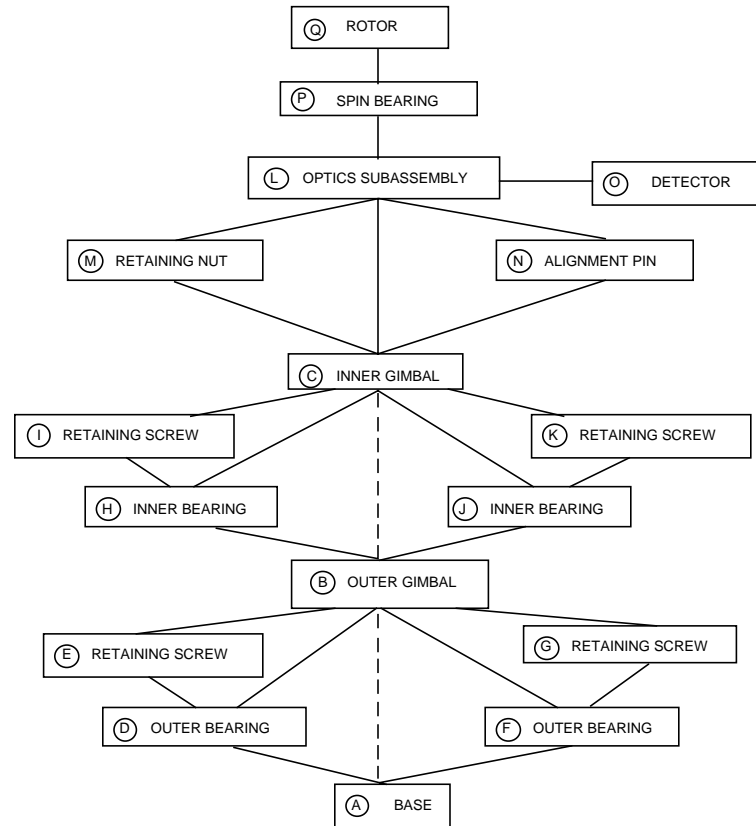 Q ROTOR
P SPIN BEARING
L OPTICS SUBASSEMBLY
O DETECTOR
M RETAINING NUT
N ALIGNMENT PIN
C INNER GIMBAL
I RETAINING SCREW
K RETAINING SCREW
H INNER BEARING
J INNER BEARING
B OUTER GIMBAL
E RETAINING SCREW
G RETAINING SCREW
D OUTER BEARING
F OUTER BEARING
A BASE